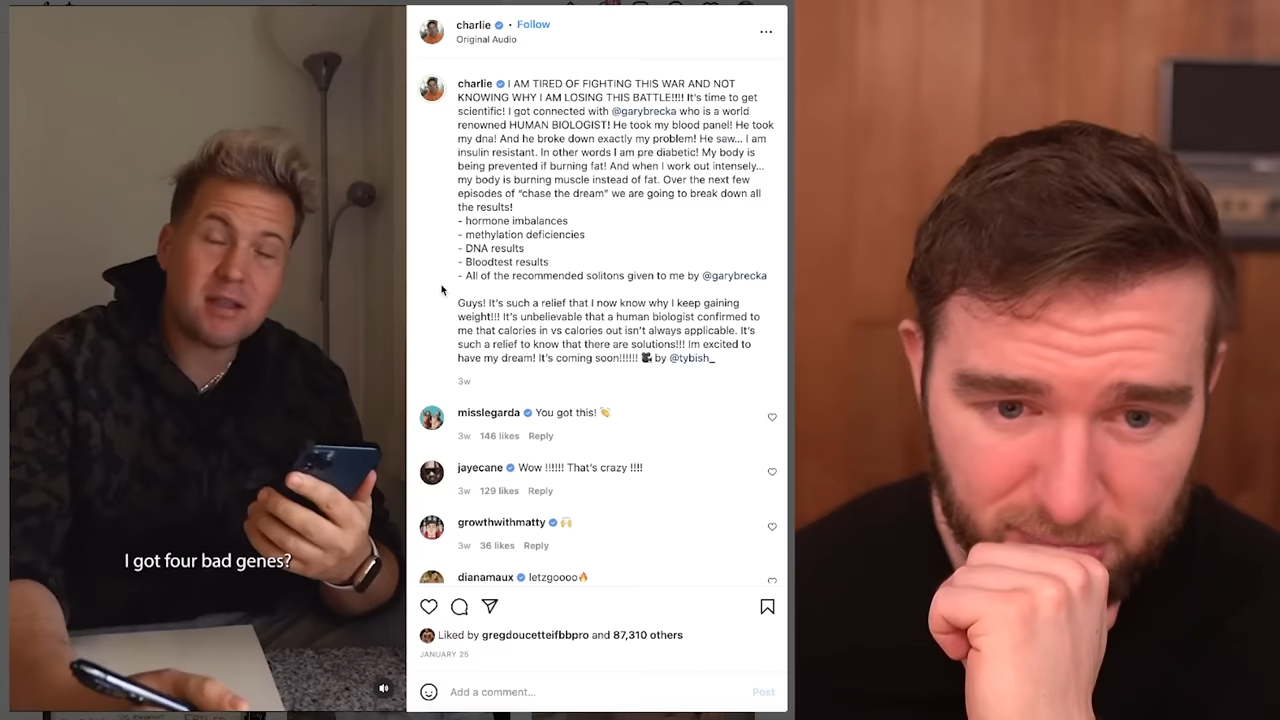 charlie • Follow
Original Audio
charlie I AM TIRED OF FIGHTING THIS WAR AND NOT
KNOWING WHY I AM LOSING THIS BATTLE!!!! It's time to get
scientific! I got connected with @garybrecka who is a world
renowned HUMAN BIOLOGIST! He took my blood panel! He took
my dna! And he broke down exactly my problem! He saw... I am
insulin resistant. In other words I am pre diabetic! My body is
being prevented if burning fat! And when I work out intensely...
my body is burning muscle instead of fat. Over the next few
episodes of "chase the dream" we are going to break down all
the results!
- hormone imbalances
- methylation deficiencies
- DNA results
- Bloodtest results
- All of the recommended solitons given to me by @garybrecka
Guys! It's such a relief that I now know why I keep gaining
weight!!! It's unbelievable that a human biologist confirmed to
me that calories in vs calories out isn't always applicable. It's
such a relief to know that there are solutions!!! Im excited to
have my dream! It's coming soon!!!!!! 🎥 by @tybish_
3w
misslegarda You got this! 👏
3w 146 likes Reply
jayecane Wow !!!!!! That's crazy !!!!
3w 129 likes Reply
growthwithmatty 🙌
3w 36 likes Reply
dianamaux letzgoooo🔥
Liked by gregdoucetteifbbpro and 87,310 others
JANUARY 25
Add a comment... Post
I got four bad genes?